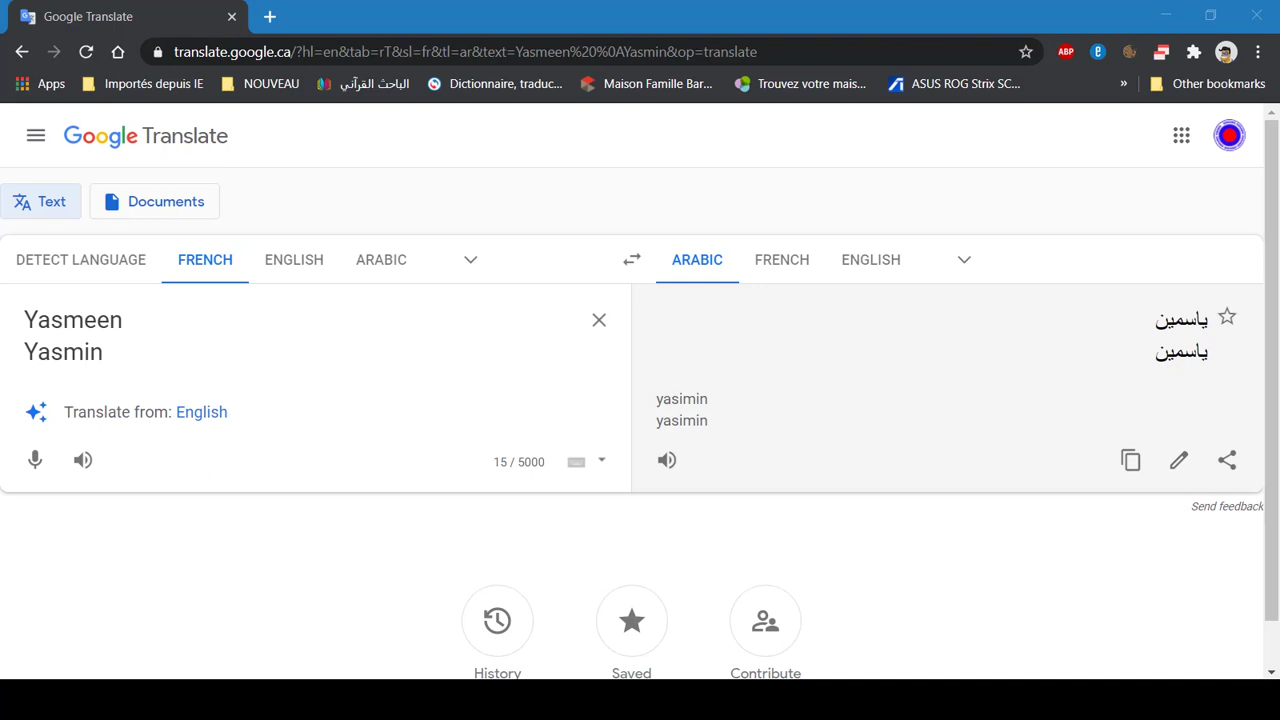 Google Translate
translate.google.ca/?hl=en&tab=rT&sl=fr&tl=ar&text=Yasmeen%20%0AYasmin&op=translate
ABP
Apps
Importés depuis IE
NOUVEAU
الباحث القرآني
Dictionnaire, traduc...
Maison Famille Bar...
Trouvez votre mais...
ASUS ROG Strix SC...
»
Other bookmarks
Google Translate
Text
Documents
DETECT LANGUAGE
FRENCH
ENGLISH
ARABIC
ARABIC
FRENCH
ENGLISH
Yasmeen
Yasmin
ياسمين
ياسمين
yasimin
yasimin
Translate from: English
15 / 5000
Send feedback
History
Saved
Contribute